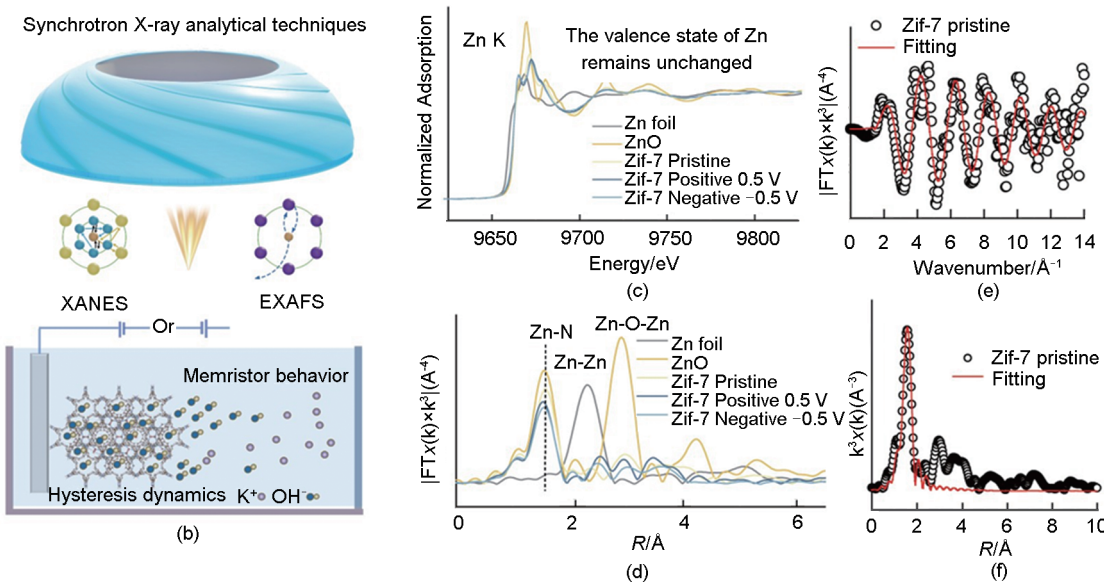 Synchrotron X-ray analytical techniques
XANES
EXAFS
Or
Memristor behavior
Hysteresis dynamics K⁺ OH⁻
(b)
Normalized Adsorption
Zn K
The valence state of Zn
remains unchanged
Zn foil
ZnO
Zif-7 Pristine
Zif-7 Positive 0.5 V
Zif-7 Negative −0.5 V
9650 9700 9750 9800
Energy/eV
(c)
|FTx(k)×k³|(A⁻⁴)
Zn-N
Zn-Zn
Zn-O-Zn
Zn foil
ZnO
Zif-7 Pristine
Zif-7 Positive 0.5 V
Zif-7 Negative −0.5 V
0 2 4 6
R/Å
(d)
|FTx(k)×k³|(A⁻⁴)
Zif-7 pristine
Fitting
0 2 4 6 8 10 12 14
Wavenumber/Å⁻¹
(e)
k³x(k)(A⁻³)
Zif-7 pristine
Fitting
0 2 4 6 8 10
R/Å
(f)